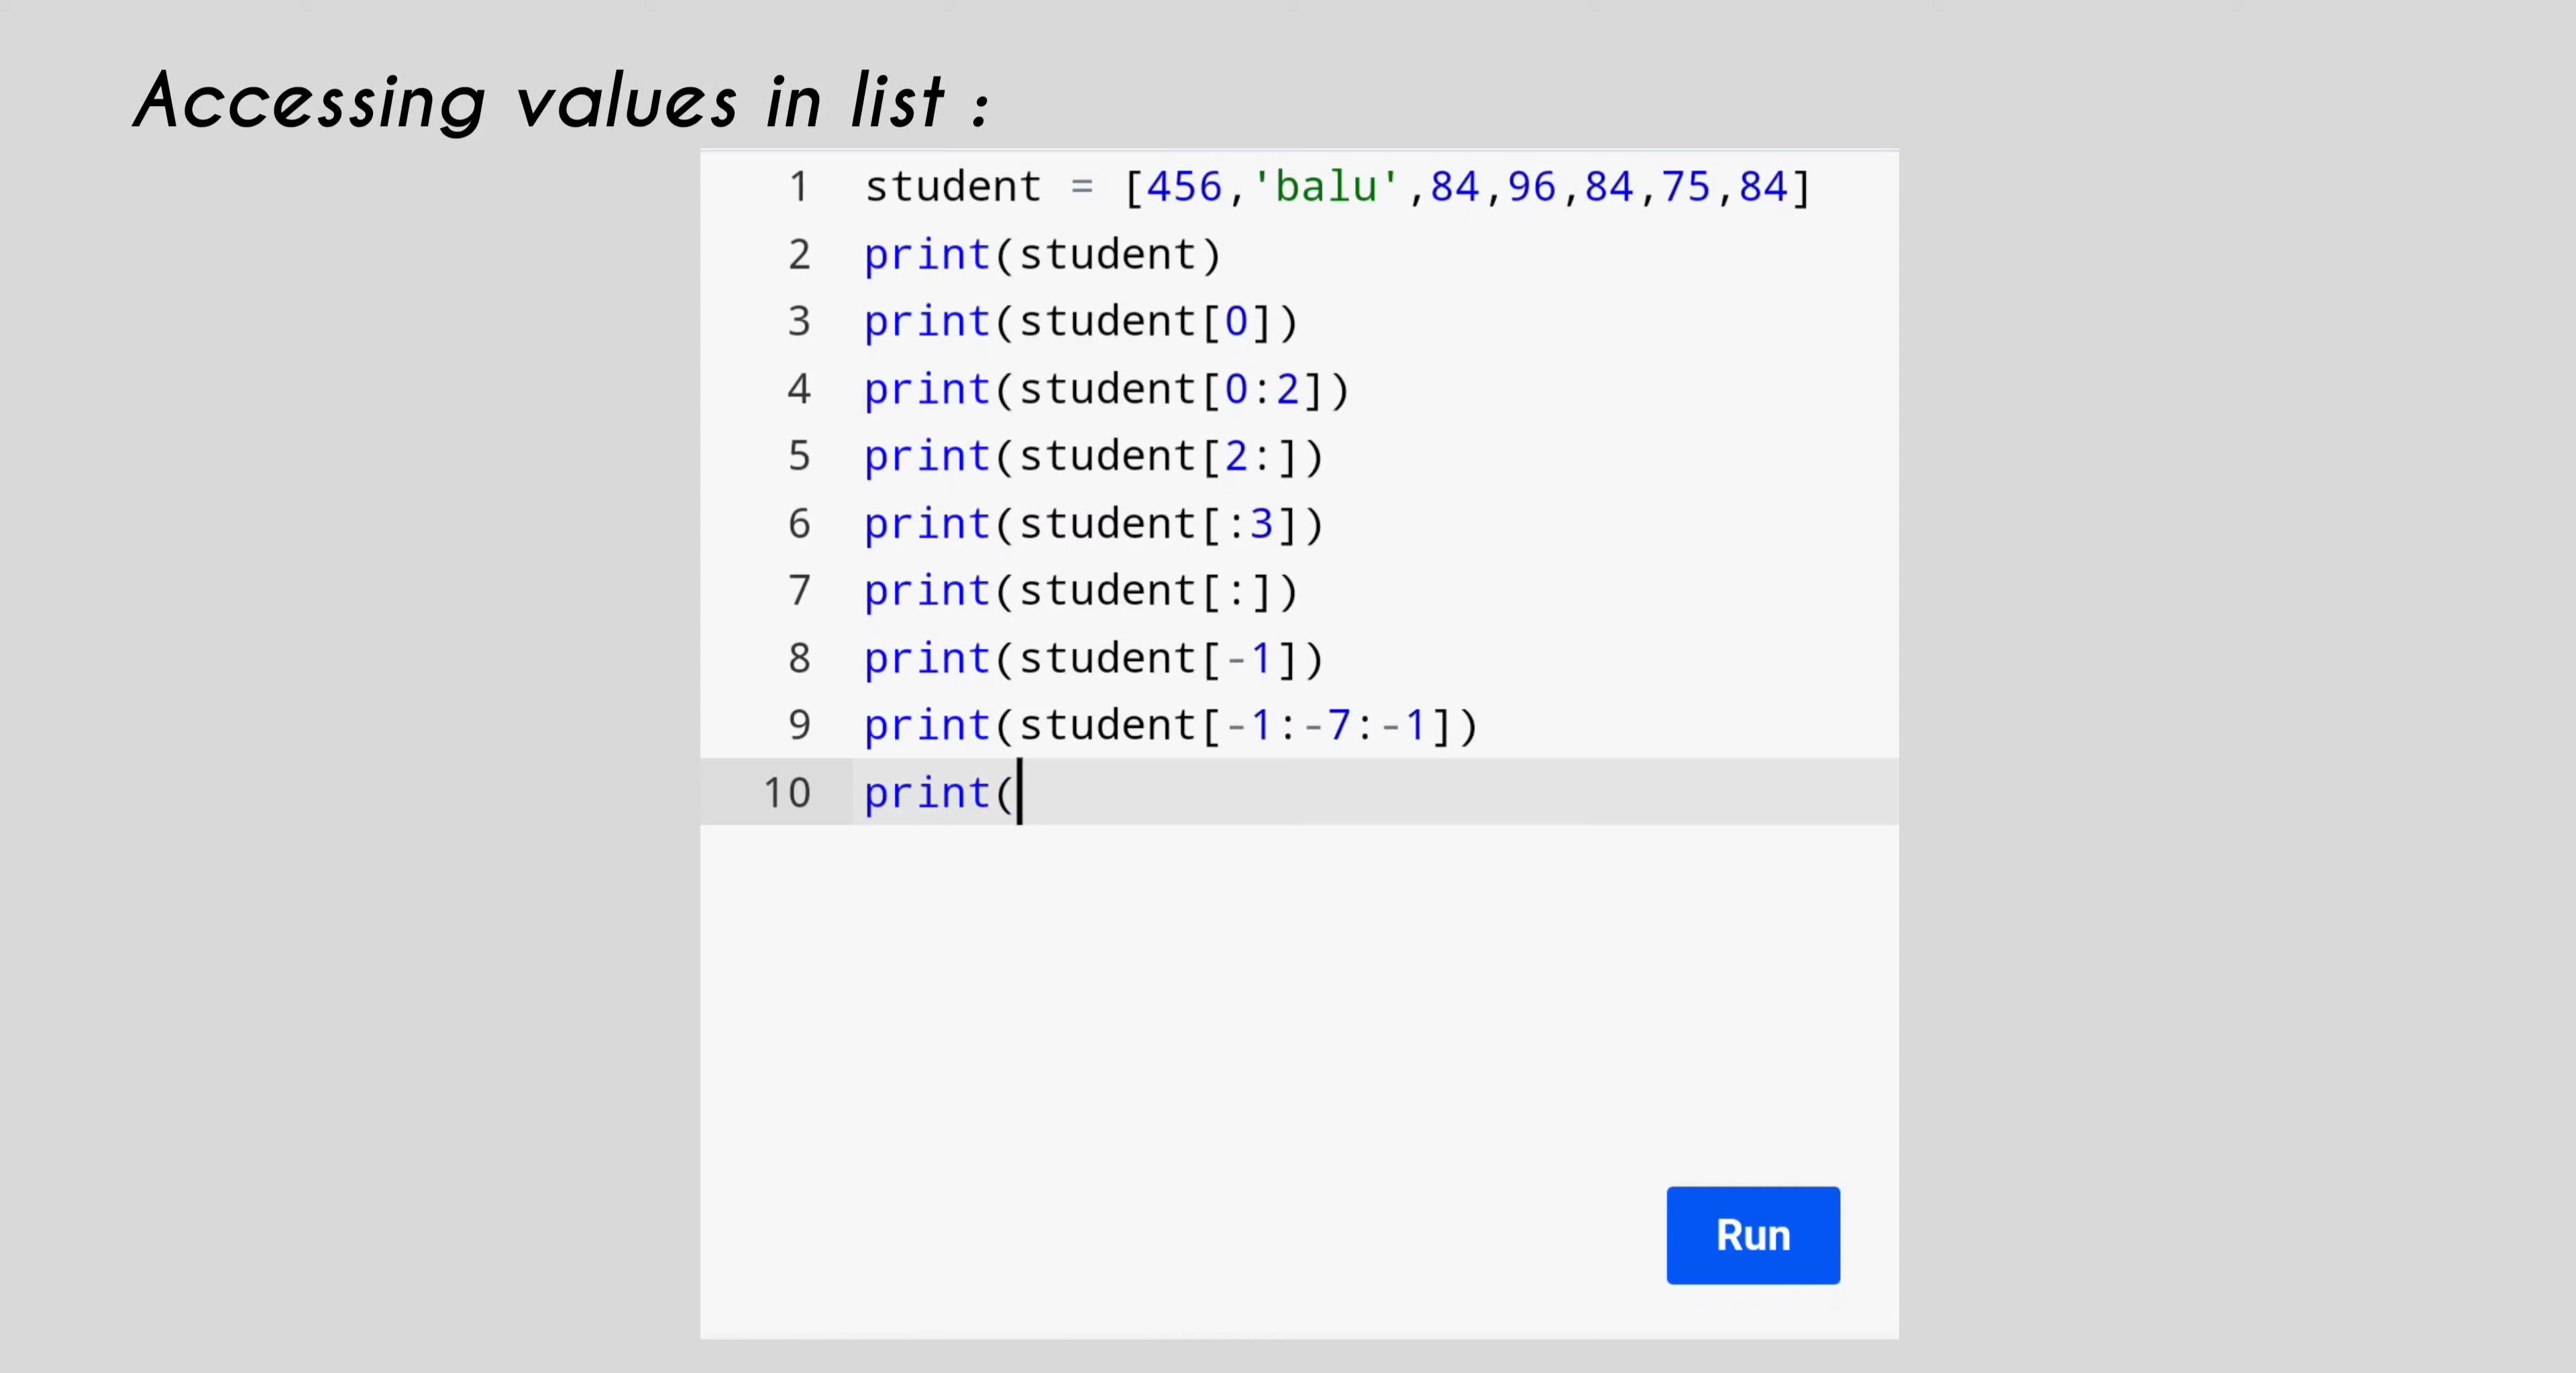 Accessing values in list :
1 student = [456,'balu',84,96,84,75,84]
2 print(student)
3 print(student[0])
4 print(student[0:2])
5 print(student[2:])
6 print(student[:3])
7 print(student[:])
8 print(student[-1])
9 print(student[-1:-7:-1])
10 print(
Run